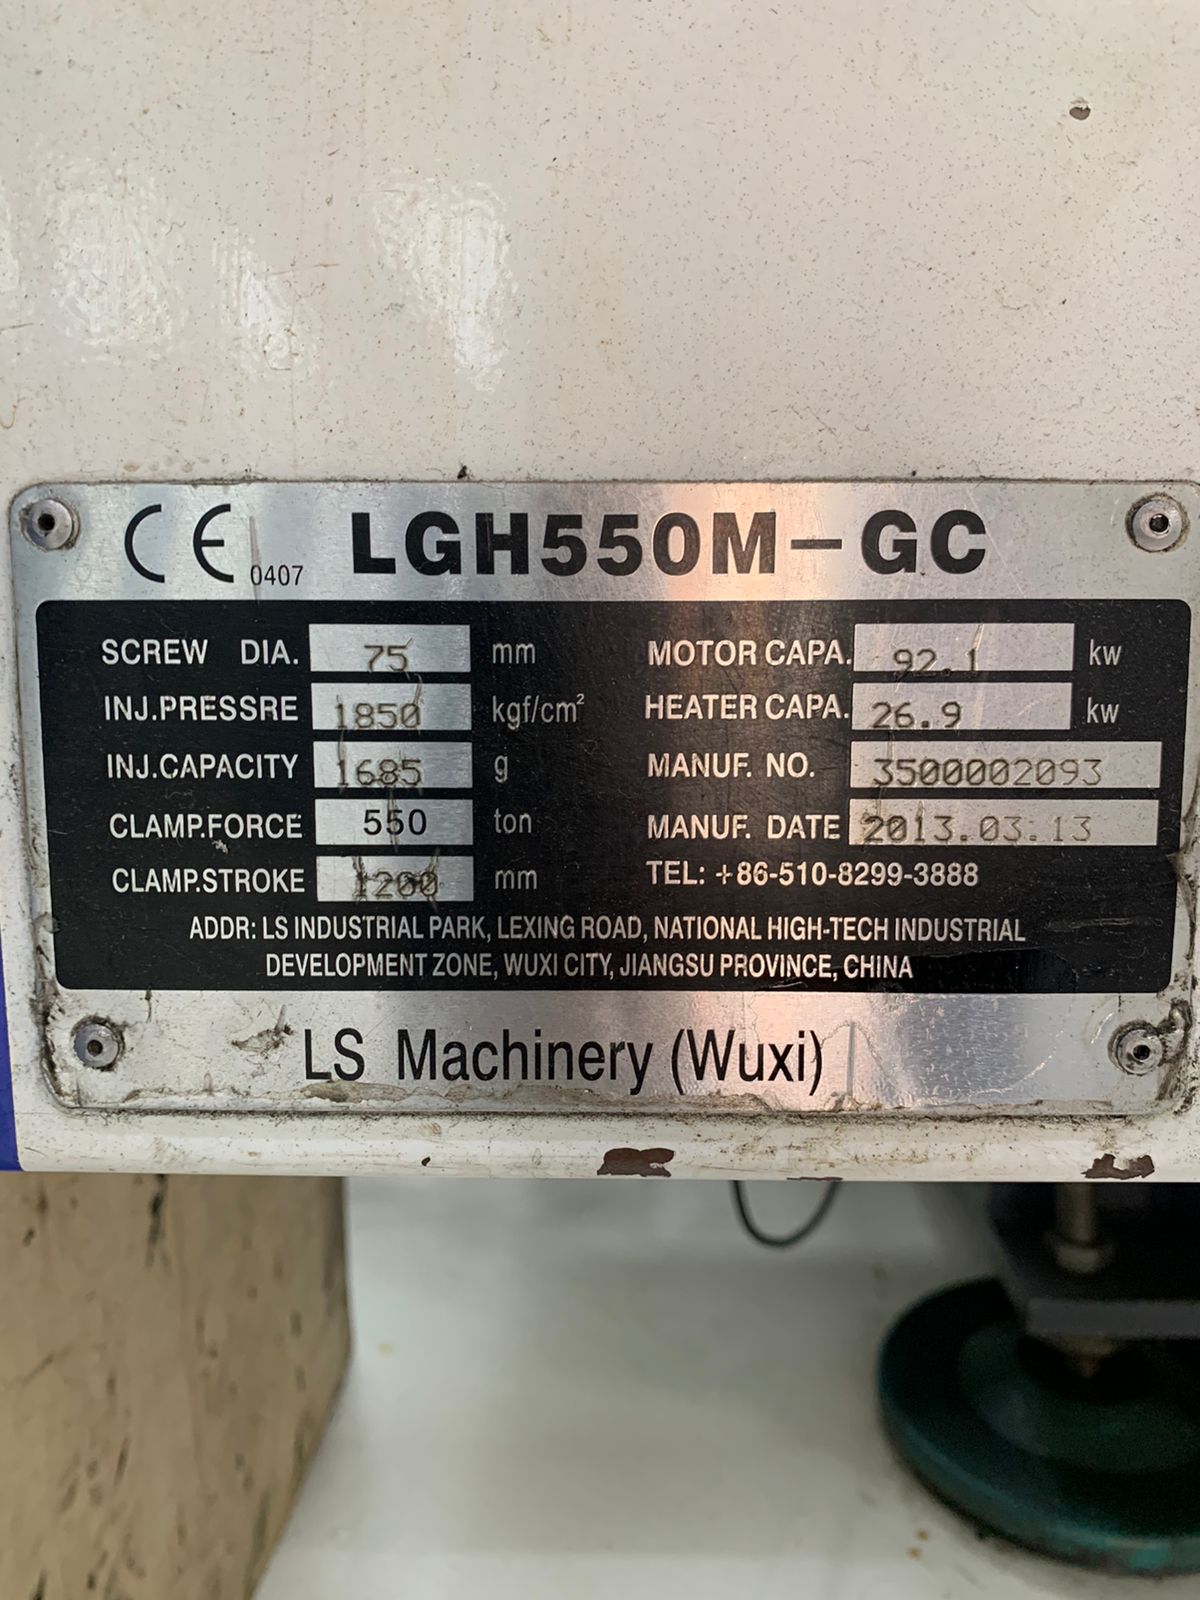 CE 0407 LGH550M-GC
SCREW DIA. 75 mm MOTOR CAPA. 92.1 kw
INJ.PRESSRE 1850 kgf/cm² HEATER CAPA. 26.9 kw
INJ.CAPACITY 1685 g MANUF. NO. 3500002093
CLAMP.FORCE 550 ton MANUF. DATE 2013.03.13
CLAMP.STROKE 1200 mm TEL: +86-510-8299-3888
ADDR: LS INDUSTRIAL PARK, LEXING ROAD, NATIONAL HIGH-TECH INDUSTRIAL
DEVELOPMENT ZONE, WUXI CITY, JIANGSU PROVINCE, CHINA
LS Machinery (Wuxi)